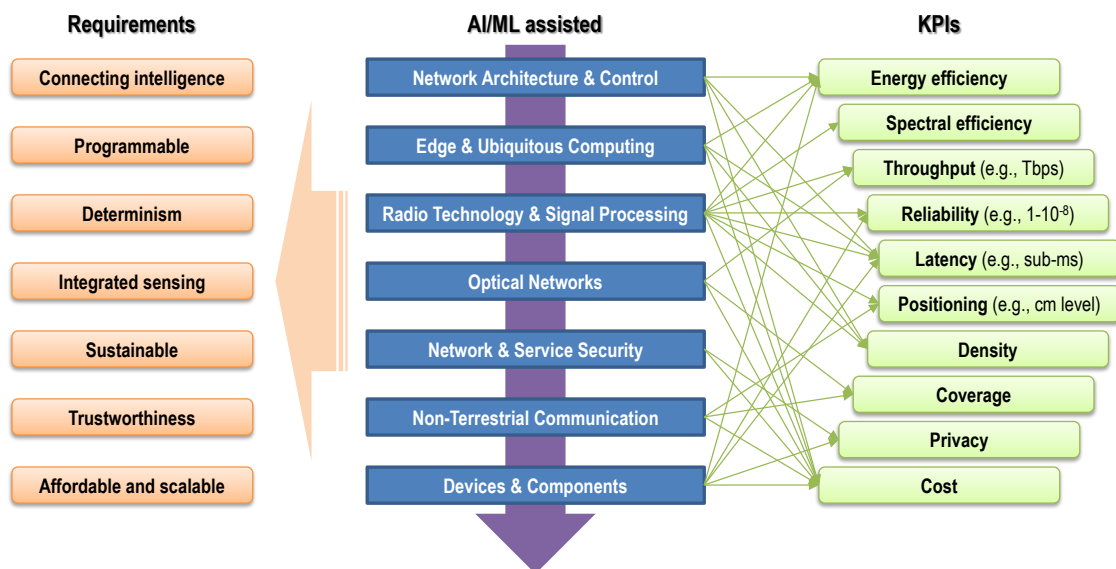 Requirements
Connecting intelligence
Programmable
Determinism
Integrated sensing
Sustainable
Trustworthiness
Affordable and scalable
AI/ML assisted
Network Architecture & Control
Edge & Ubiquitous Computing
Radio Technology & Signal Processing
Optical Networks
Network & Service Security
Non-Terrestrial Communication
Devices & Components
KPIs
Energy efficiency
Spectral efficiency
Throughput (e.g., Tbps)
Reliability (e.g., 1-10⁻⁸)
Latency (e.g., sub-ms)
Positioning (e.g., cm level)
Density
Coverage
Privacy
Cost